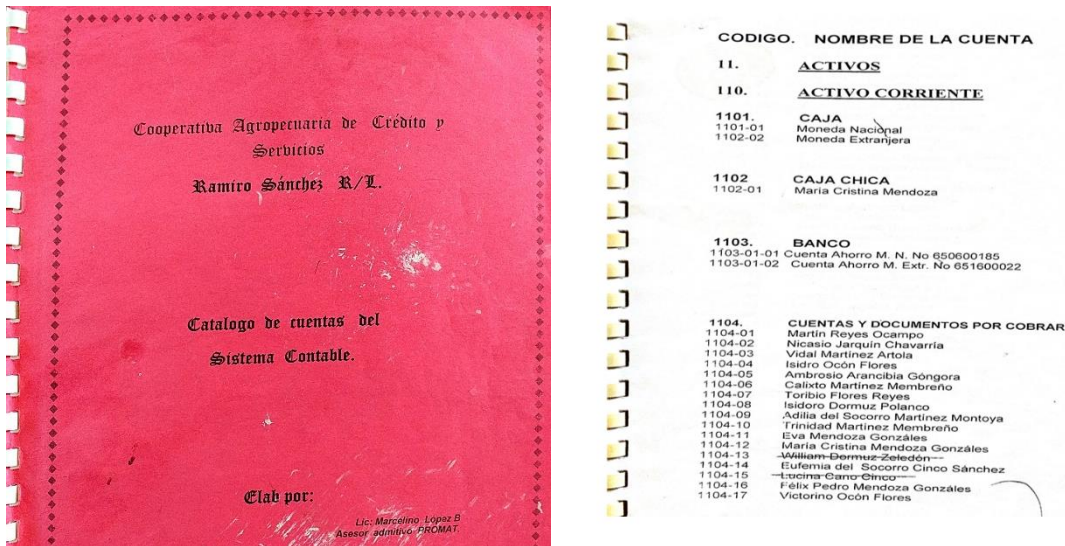 Cooperativa Agropecuaria de Crédito y
Servicios
Ramiro Sánchez R/L.
Catalogo de cuentas del
Sistema Contable.
Elab por:
Lic: Marcelino López B
Asesor admitivo PROMAT.
CODIGO. NOMBRE DE LA CUENTA
11. ACTIVOS
110. ACTIVO CORRIENTE
1101. CAJA
1101-01 Moneda Nacional
1102-02 Moneda Extranjera
1102 CAJA CHICA
1102-01 María Cristina Mendoza
1103. BANCO
1103-01-01 Cuenta Ahorro M. N. No 650600185
1103-01-02 Cuenta Ahorro M. Extr. No 651600022
1104. CUENTAS Y DOCUMENTOS POR COBRAR
1104-01 Martín Reyes Ocampo
1104-02 Nicasio Jarquín Chavarría
1104-03 Vidal Martínez Artola
1104-04 Isidro Ocón Flores
1104-05 Ambrosio Arancibia Góngora
1104-06 Calixto Martínez Membreño
1104-07 Toribio Flores Reyes
1104-08 Isidoro Dormuz Polanco
1104-09 Adilia del Socorro Martínez Montoya
1104-10 Trinidad Martínez Membreño
1104-11 Eva Mendoza Gonzáles
1104-12 María Cristina Mendoza Gonzáles
1104-13 William Dormuz Zeledón
1104-14 Eufemia del Socorro Cinco Sánchez
1104-15 Lucina Cano Cinco
1104-16 Félix Pedro Mendoza Gonzáles
1104-17 Victorino Ocón Flores